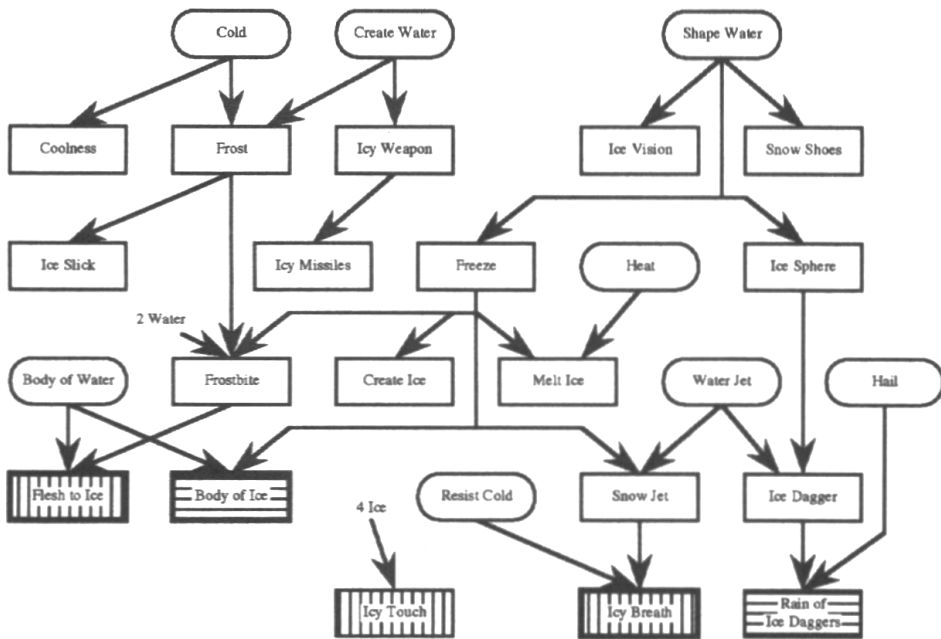 Cold
Create Water
Shape Water
Coolness
Frost
Icy Weapon
Ice Vision
Snow Shoes
Ice Slick
Icy Missiles
Freeze
Heat
Ice Sphere
2 Water
Body of Water
Frostbite
Create Ice
Melt Ice
Water Jet
Hail
Flesh to Ice
Body of Ice
Resist Cold
Snow Jet
Ice Dagger
4 Ice
Icy Touch
Icy Breath
Rain of
Ice Daggers